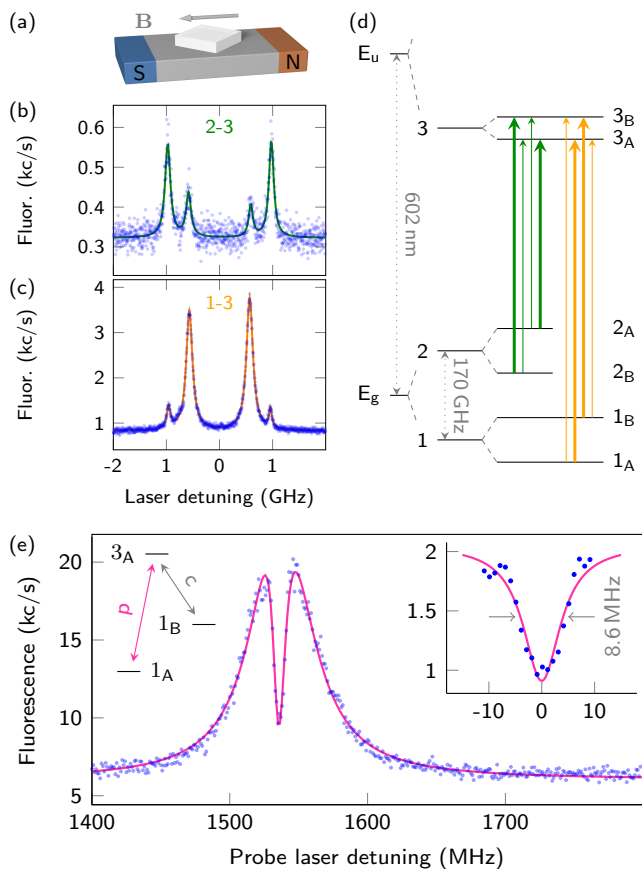 (a)
B
S
N
(b)
2-3
0.6
0.5
0.4
0.3
Fluor. (kc/s)
(c)
1-3
4
3
2
1
Fluor. (kc/s)
-2
1
0
1
Laser detuning (GHz)
(d)
Eu
602 nm
Eg
3
3B
3A
2
2A
2B
170 GHz
1
1B
1A
(e)
3A
p
c
1B
1A
20
15
10
5
Fluorescence (kc/s)
1400
1500
1600
1700
Probe laser detuning (MHz)
2
1.5
1
8.6 MHz
-10
0
10